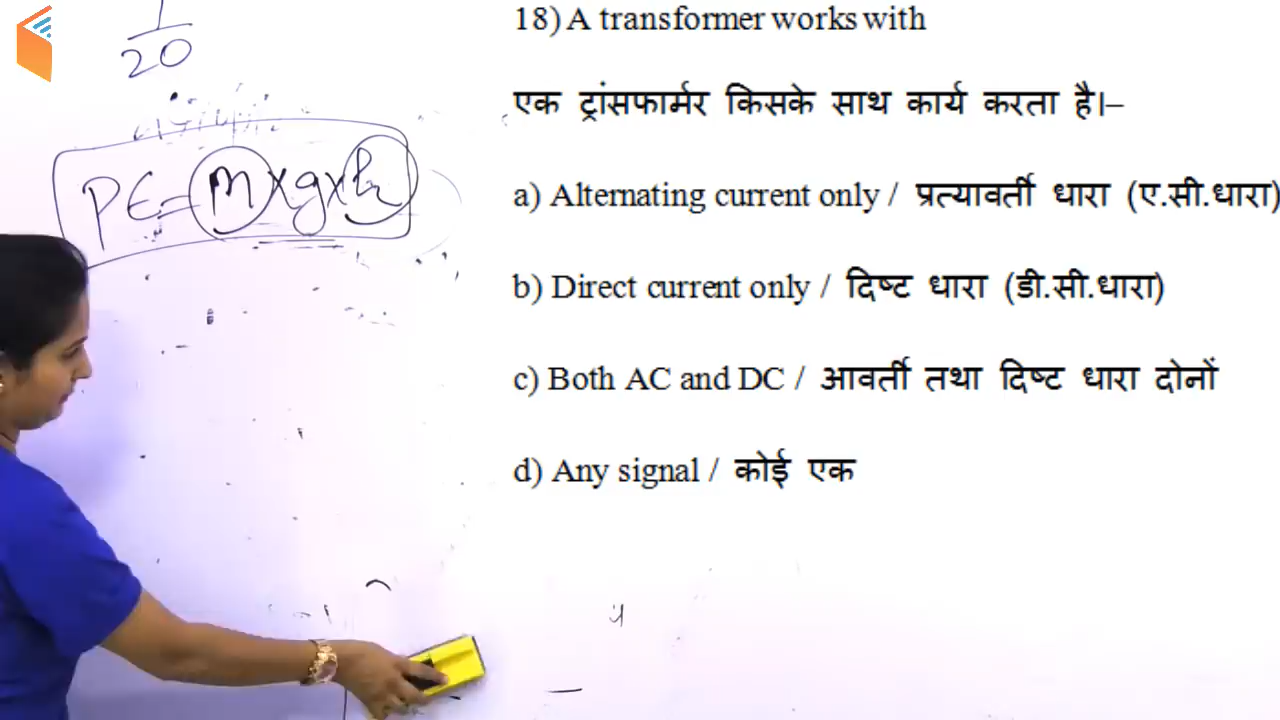 1
20
PE = m x g x h
18) A transformer works with
एक ट्रांसफार्मर किसके साथ कार्य करता है।–
a) Alternating current only / प्रत्यावर्ती धारा (ए.सी.धारा)
b) Direct current only / दिष्ट धारा (डी.सी.धारा)
c) Both AC and DC / आवर्ती तथा दिष्ट धारा दोनों
d) Any signal / कोई एक